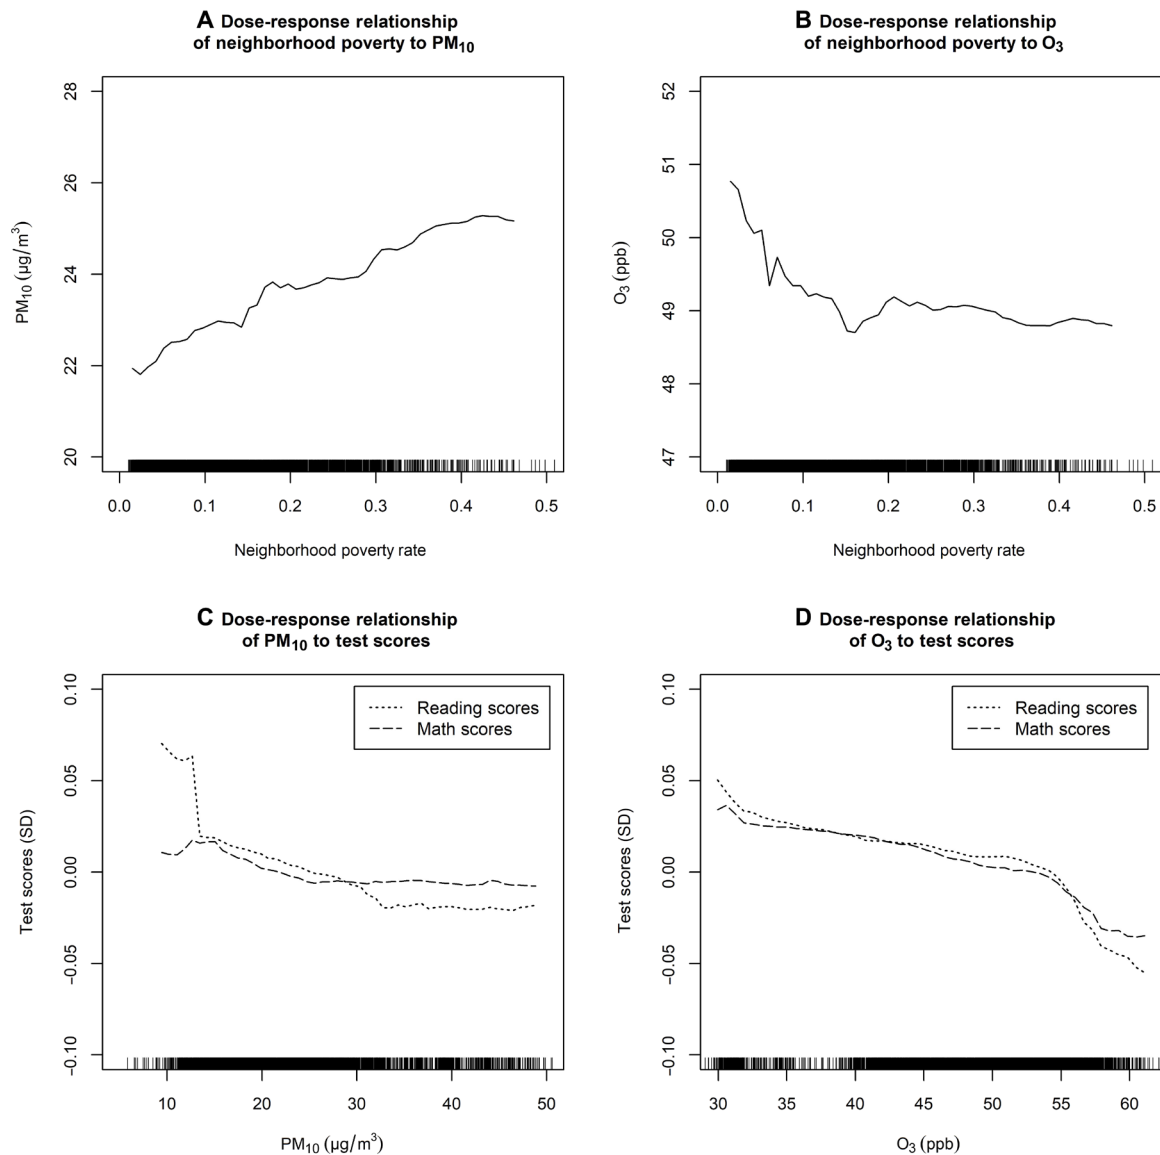 A Dose-response relationship
of neighborhood poverty to PM10
28
26
24
22
20
PM10 (µg/m³)
0.0 0.1 0.2 0.3 0.4 0.5
Neighborhood poverty rate
B Dose-response relationship
of neighborhood poverty to O3
52
51
50
49
48
47
O3 (ppb)
0.0 0.1 0.2 0.3 0.4 0.5
Neighborhood poverty rate
C Dose-response relationship
of PM10 to test scores
Reading scores
Math scores
0.10
0.05
0.00
−0.05
−0.10
Test scores (SD)
10 20 30 40 50
PM10 (µg/m³)
D Dose-response relationship
of O3 to test scores
Reading scores
Math scores
0.10
0.05
0.00
−0.05
−0.10
Test scores (SD)
30 35 40 45 50 55 60
O3 (ppb)